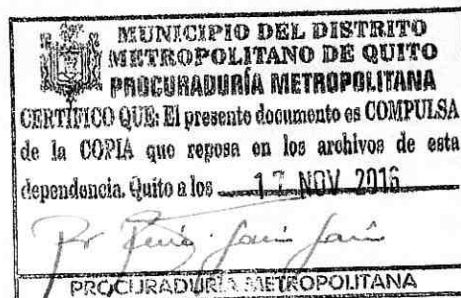 MUNICIPIO DEL DISTRITO
METROPOLITANO DE QUITO
PROCURADURÍA METROPOLITANA
CERTIFICO QUE: El presente documento es COMPULSA
de la COPIA que reposa en los archivos de esta
dependencia. Quito a los 17 NOV 2016
PROCURADURÍA METROPOLITANA